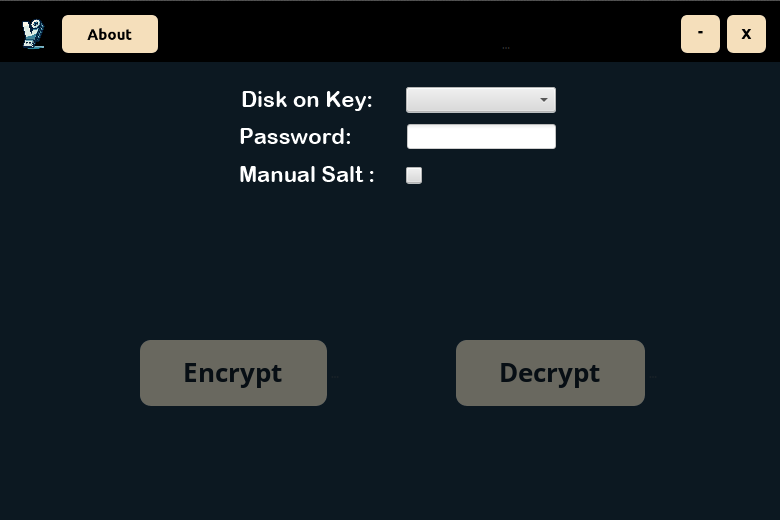 About
-
x
Disk on Key:
Password:
Manual Salt :
Encrypt
Decrypt